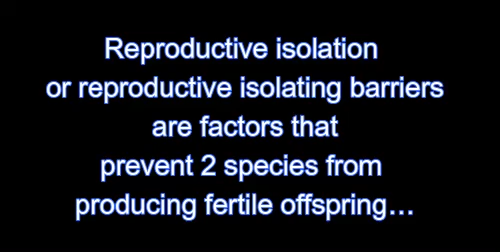 Reproductive isolation
or reproductive isolating barriers
are factors that
prevent 2 species from
producing fertile offspring...